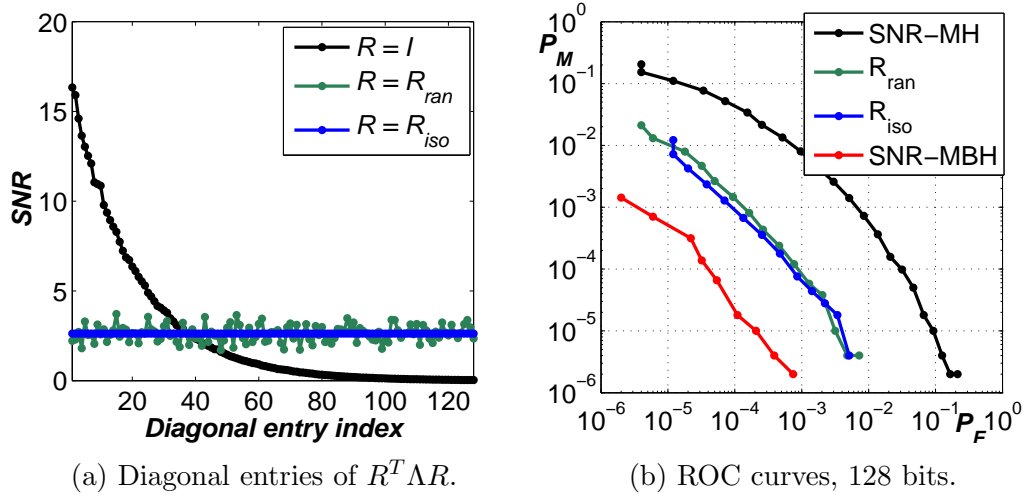 SNR
20
15
10
5
0
20 40 60 80 100 120
Diagonal entry index
R = I
R = R_ran
R = R_iso
(a) Diagonal entries of R^T ΛR.
P_M
10^0
10^-1
10^-2
10^-3
10^-4
10^-5
10^-6
10^-6 10^-5 10^-4 10^-3 10^-2 10^-1 10^0
P_F
SNR−MH
R_ran
R_iso
SNR−MBH
(b) ROC curves, 128 bits.